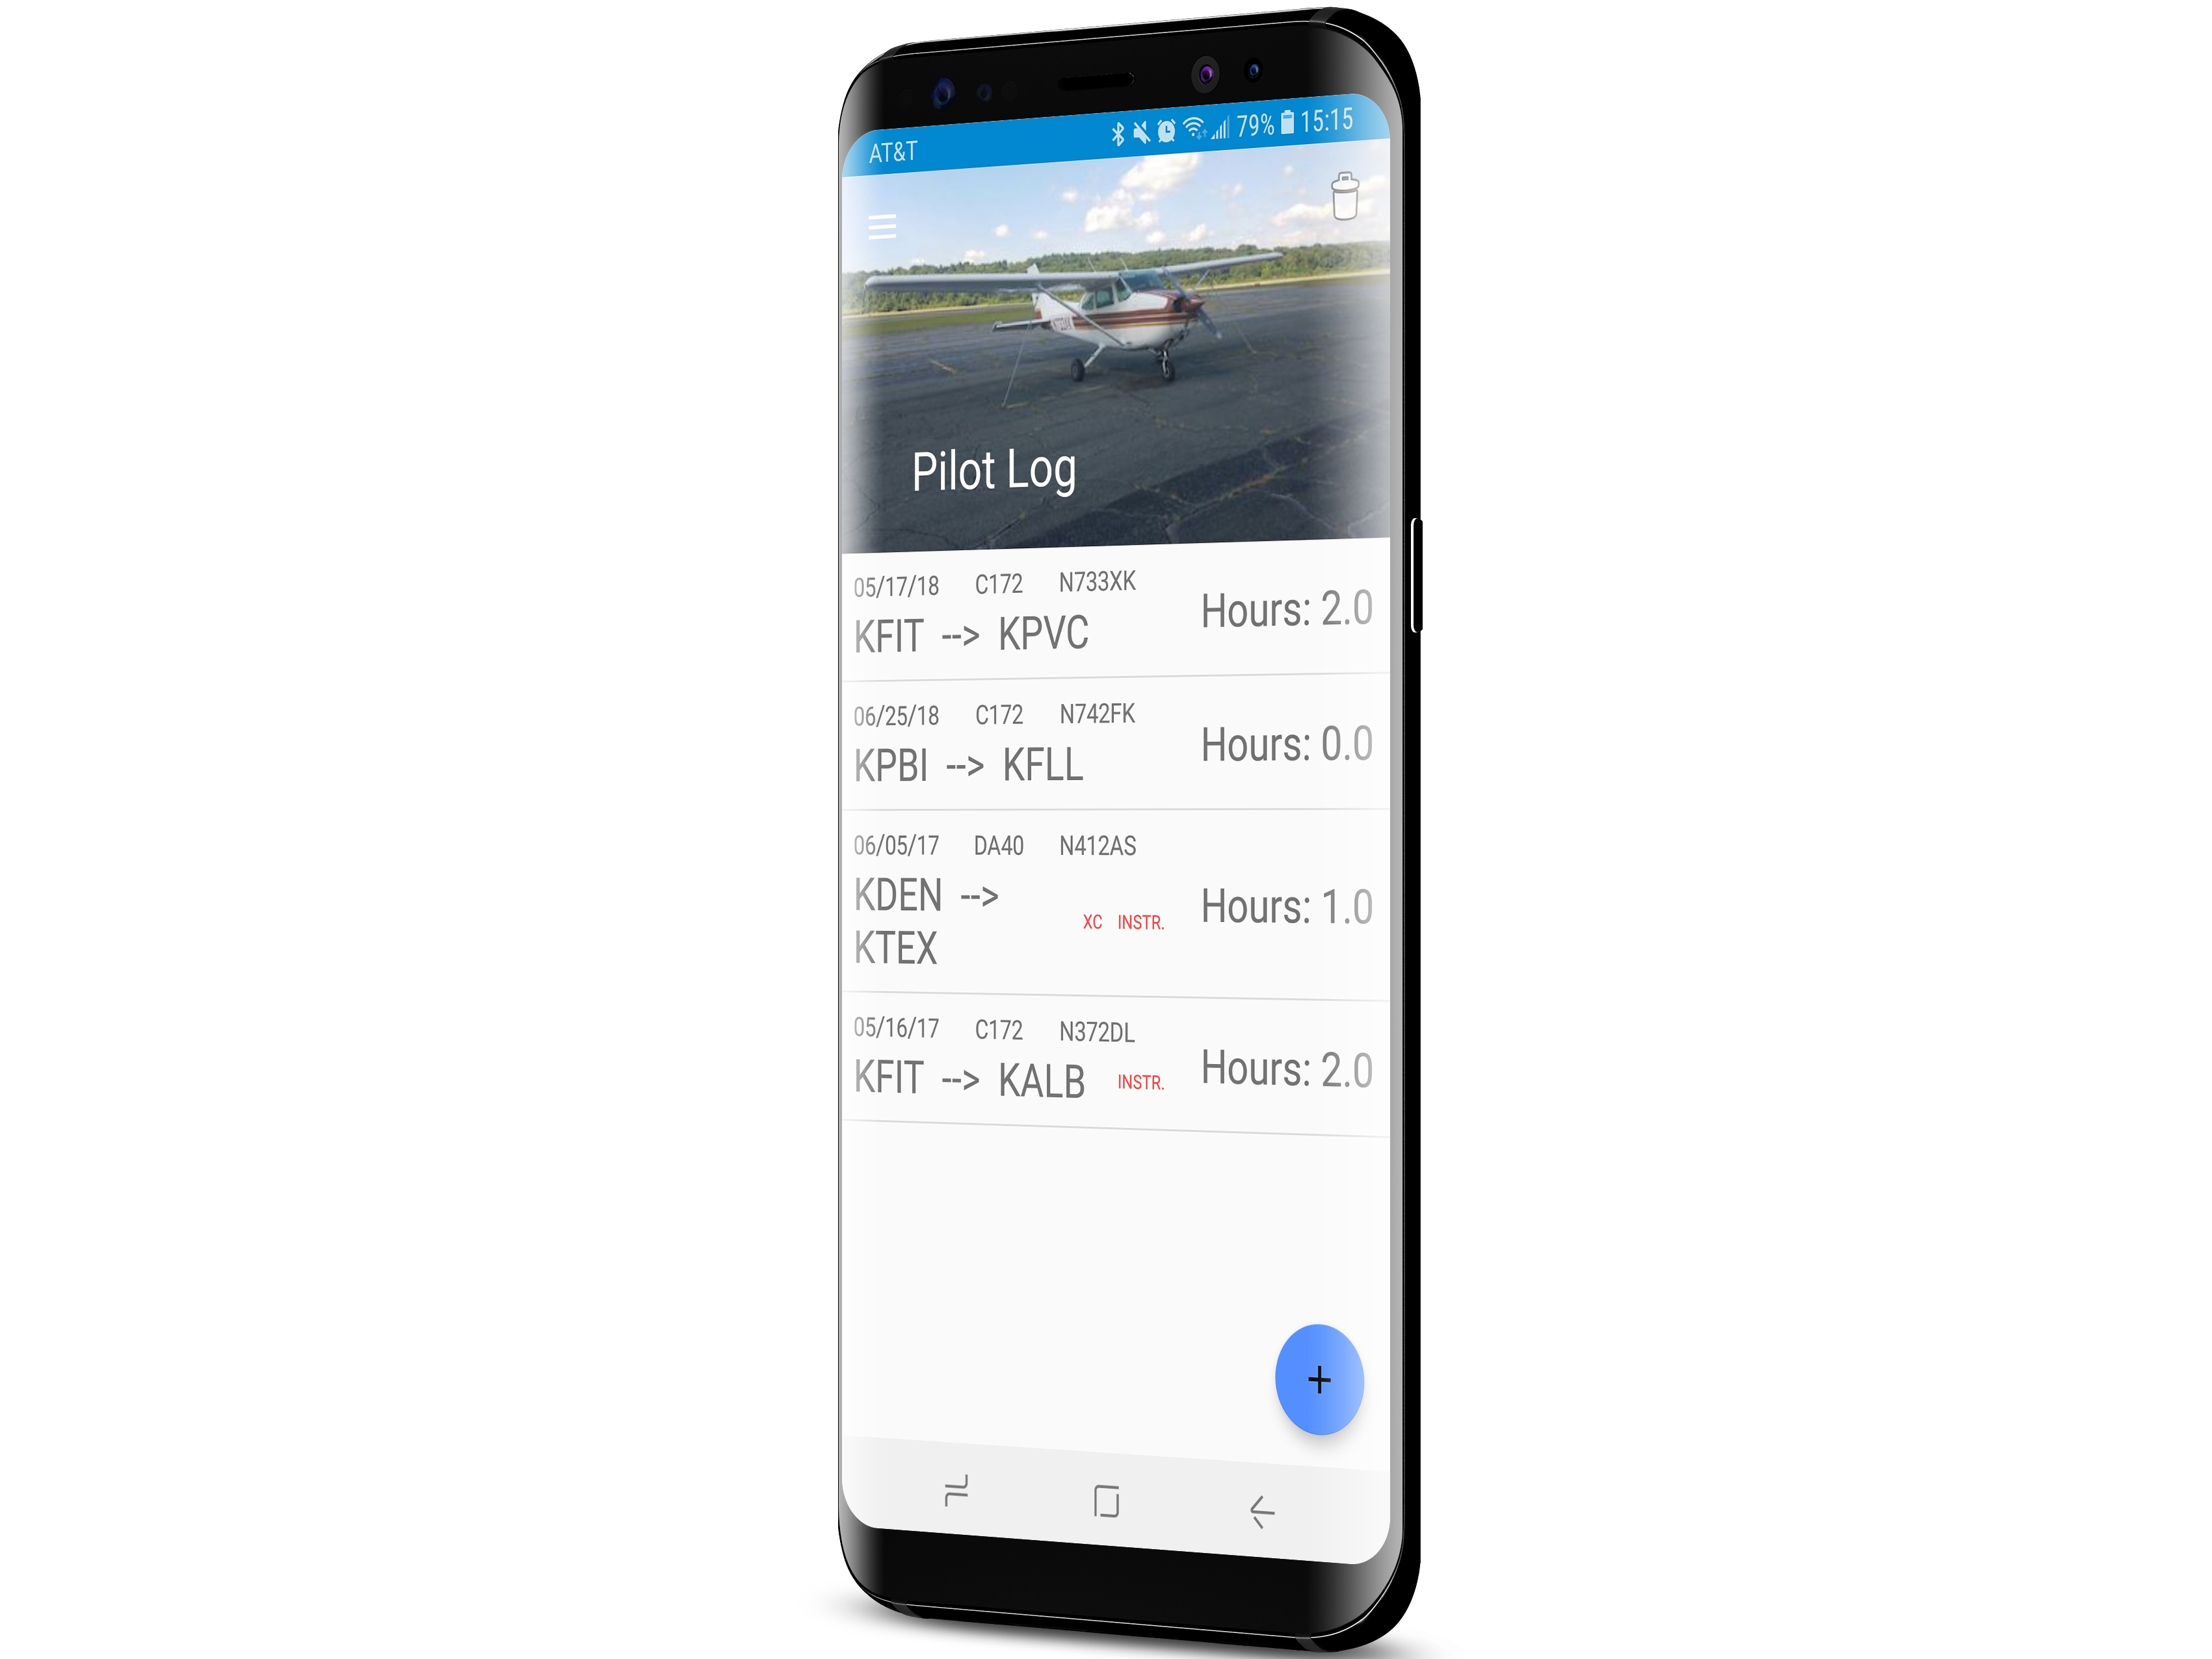 AT&T 79% 15:15
Pilot Log
05/17/18 C172 N733XK
KFIT --> KPVC Hours: 2.0
06/25/18 C172 N742FK
KPBI --> KFLL Hours: 0.0
06/05/17 DA40 N412AS
KDEN -->
KTEX XC INSTR. Hours: 1.0
05/16/17 C172 N372DL
KFIT --> KALB INSTR. Hours: 2.0
+